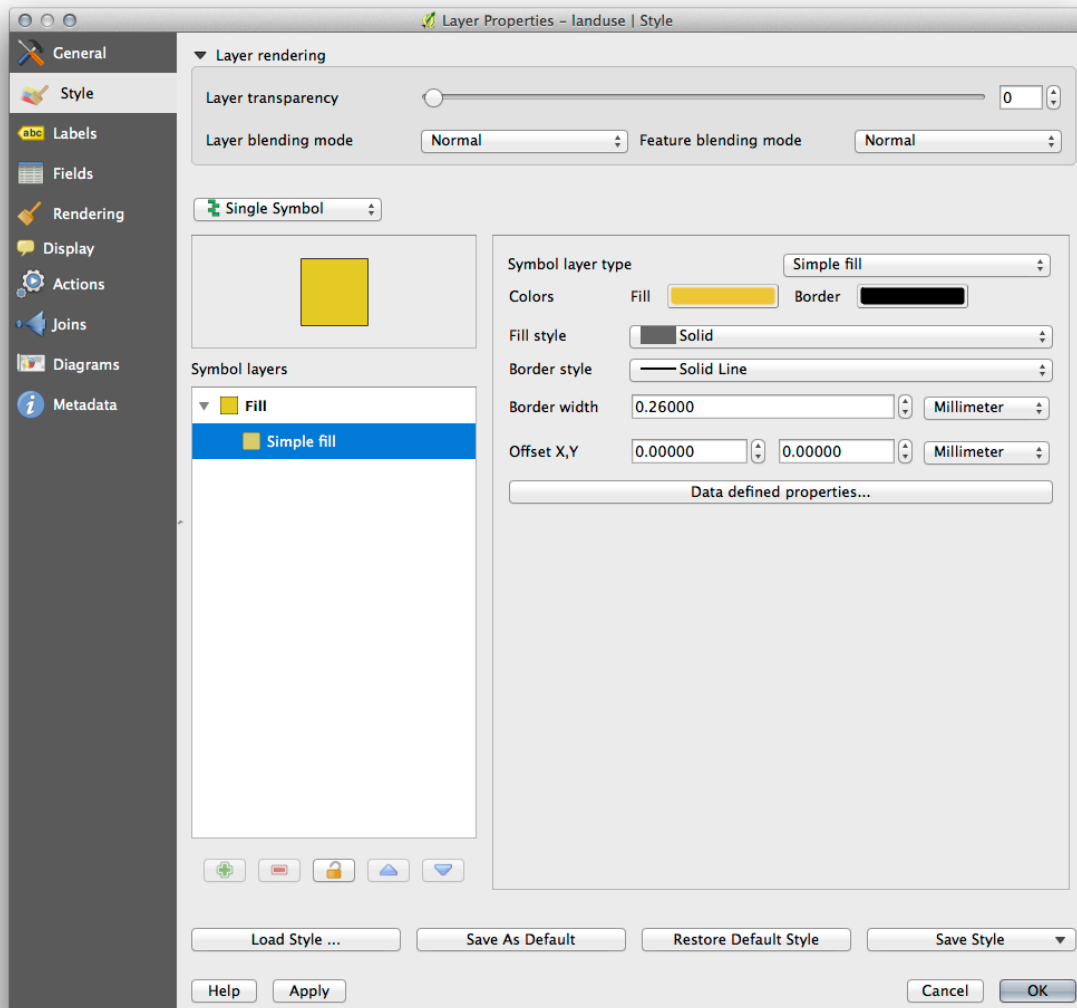 Layer Properties – landuse | Style
General
Style
abc Labels
Fields
Rendering
Display
Actions
Joins
Diagrams
i Metadata
Layer rendering
Layer transparency 0
Layer blending mode Normal Feature blending mode Normal
Single Symbol
Symbol layers
Fill
Simple fill
Symbol layer type Simple fill
Colors Fill Border
Fill style Solid
Border style Solid Line
Border width 0.26000 Millimeter
Offset X,Y 0.00000 0.00000 Millimeter
Data defined properties...
Load Style ... Save As Default Restore Default Style Save Style
Help Apply Cancel OK